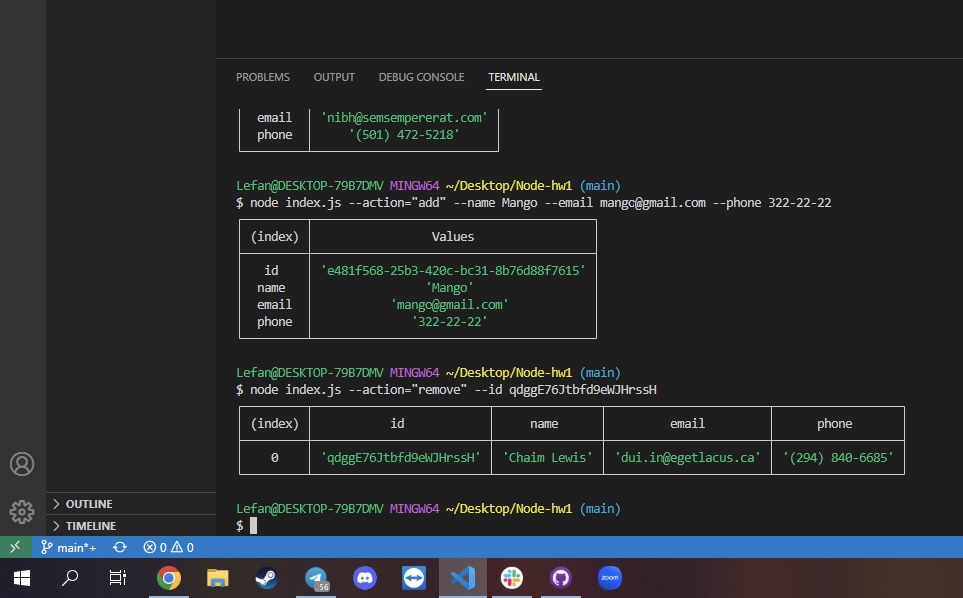 PROBLEMS OUTPUT DEBUG CONSOLE TERMINAL
email 'nibh@semsempererat.com'
phone '(501) 472-5218'
Lefan@DESKTOP-79B7DMV MINGW64 ~/Desktop/Node-hw1 (main)
$ node index.js --action="add" --name Mango --email mango@gmail.com --phone 322-22-22
(index) Values
id 'e481f568-25b3-420c-bc31-8b76d88f7615'
name 'Mango'
email 'mango@gmail.com'
phone '322-22-22'
Lefan@DESKTOP-79B7DMV MINGW64 ~/Desktop/Node-hw1 (main)
$ node index.js --action="remove" --id qdggE76Jtbfd9eWJHrssH
(index) id name email phone
0 'qdggE76Jtbfd9eWJHrssH' 'Chaim Lewis' 'dui.in@egetlacus.ca' '(294) 840-6685'
Lefan@DESKTOP-79B7DMV MINGW64 ~/Desktop/Node-hw1 (main)
$
OUTLINE
TIMELINE
main*+ 0 0
56
zoom